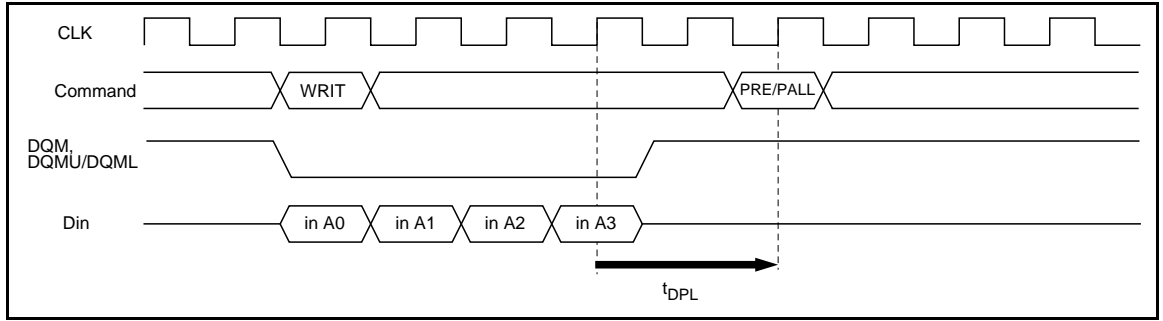 CLK
Command WRIT PRE/PALL
DQM,
DQMU/DQML
Din in A0 in A1 in A2 in A3
tDPL